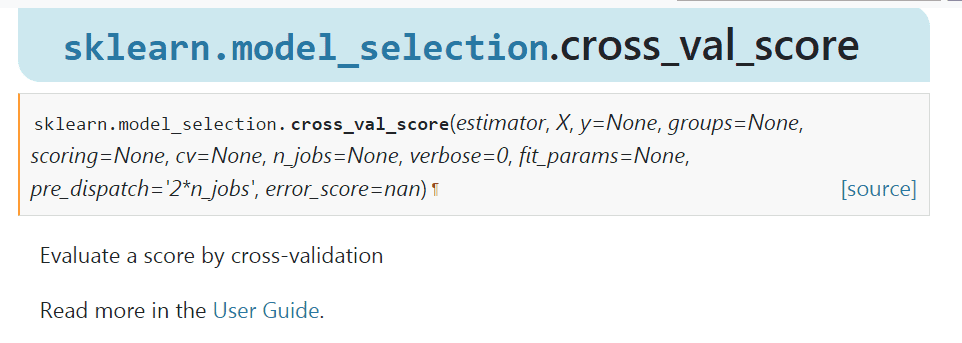 sklearn.model_selection.cross_val_score
sklearn.model_selection.cross_val_score(estimator, X, y=None, groups=None,
scoring=None, cv=None, n_jobs=None, verbose=0, fit_params=None,
pre_dispatch='2*n_jobs', error_score=nan)¶ [source]
Evaluate a score by cross-validation
Read more in the User Guide.